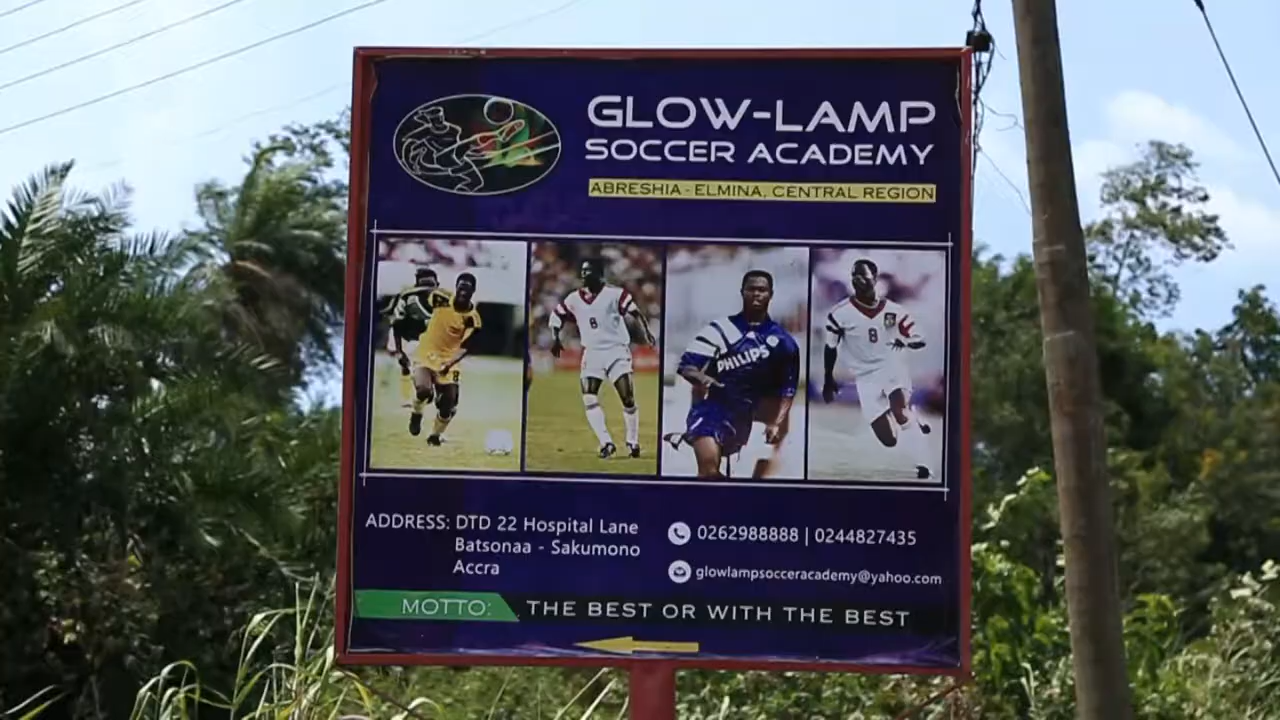 GLOW-LAMP
SOCCER ACADEMY
ABRESHIA - ELMINA, CENTRAL REGION
8
8
PHILIPS
8
ADDRESS: DTD 22 Hospital Lane
Batsonaa - Sakumono
Accra
0262988888 | 0244827435
glowlampsocceracademy@yahoo.com
MOTTO: THE BEST OR WITH THE BEST